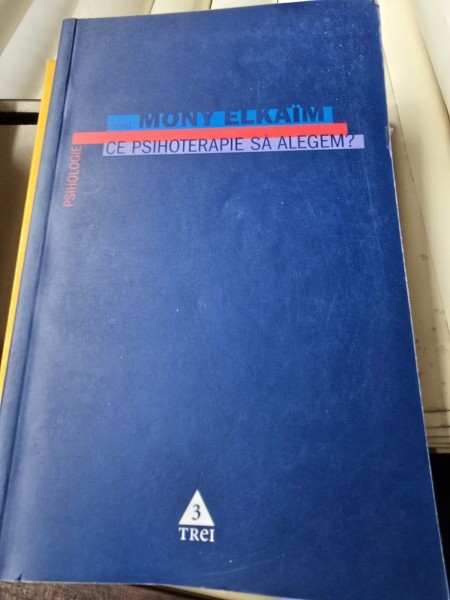 MONY ELKAÏM
CE PSIHOTERAPIE SĂ ALEGEM?
PSIHOLOGIE
3
TREI